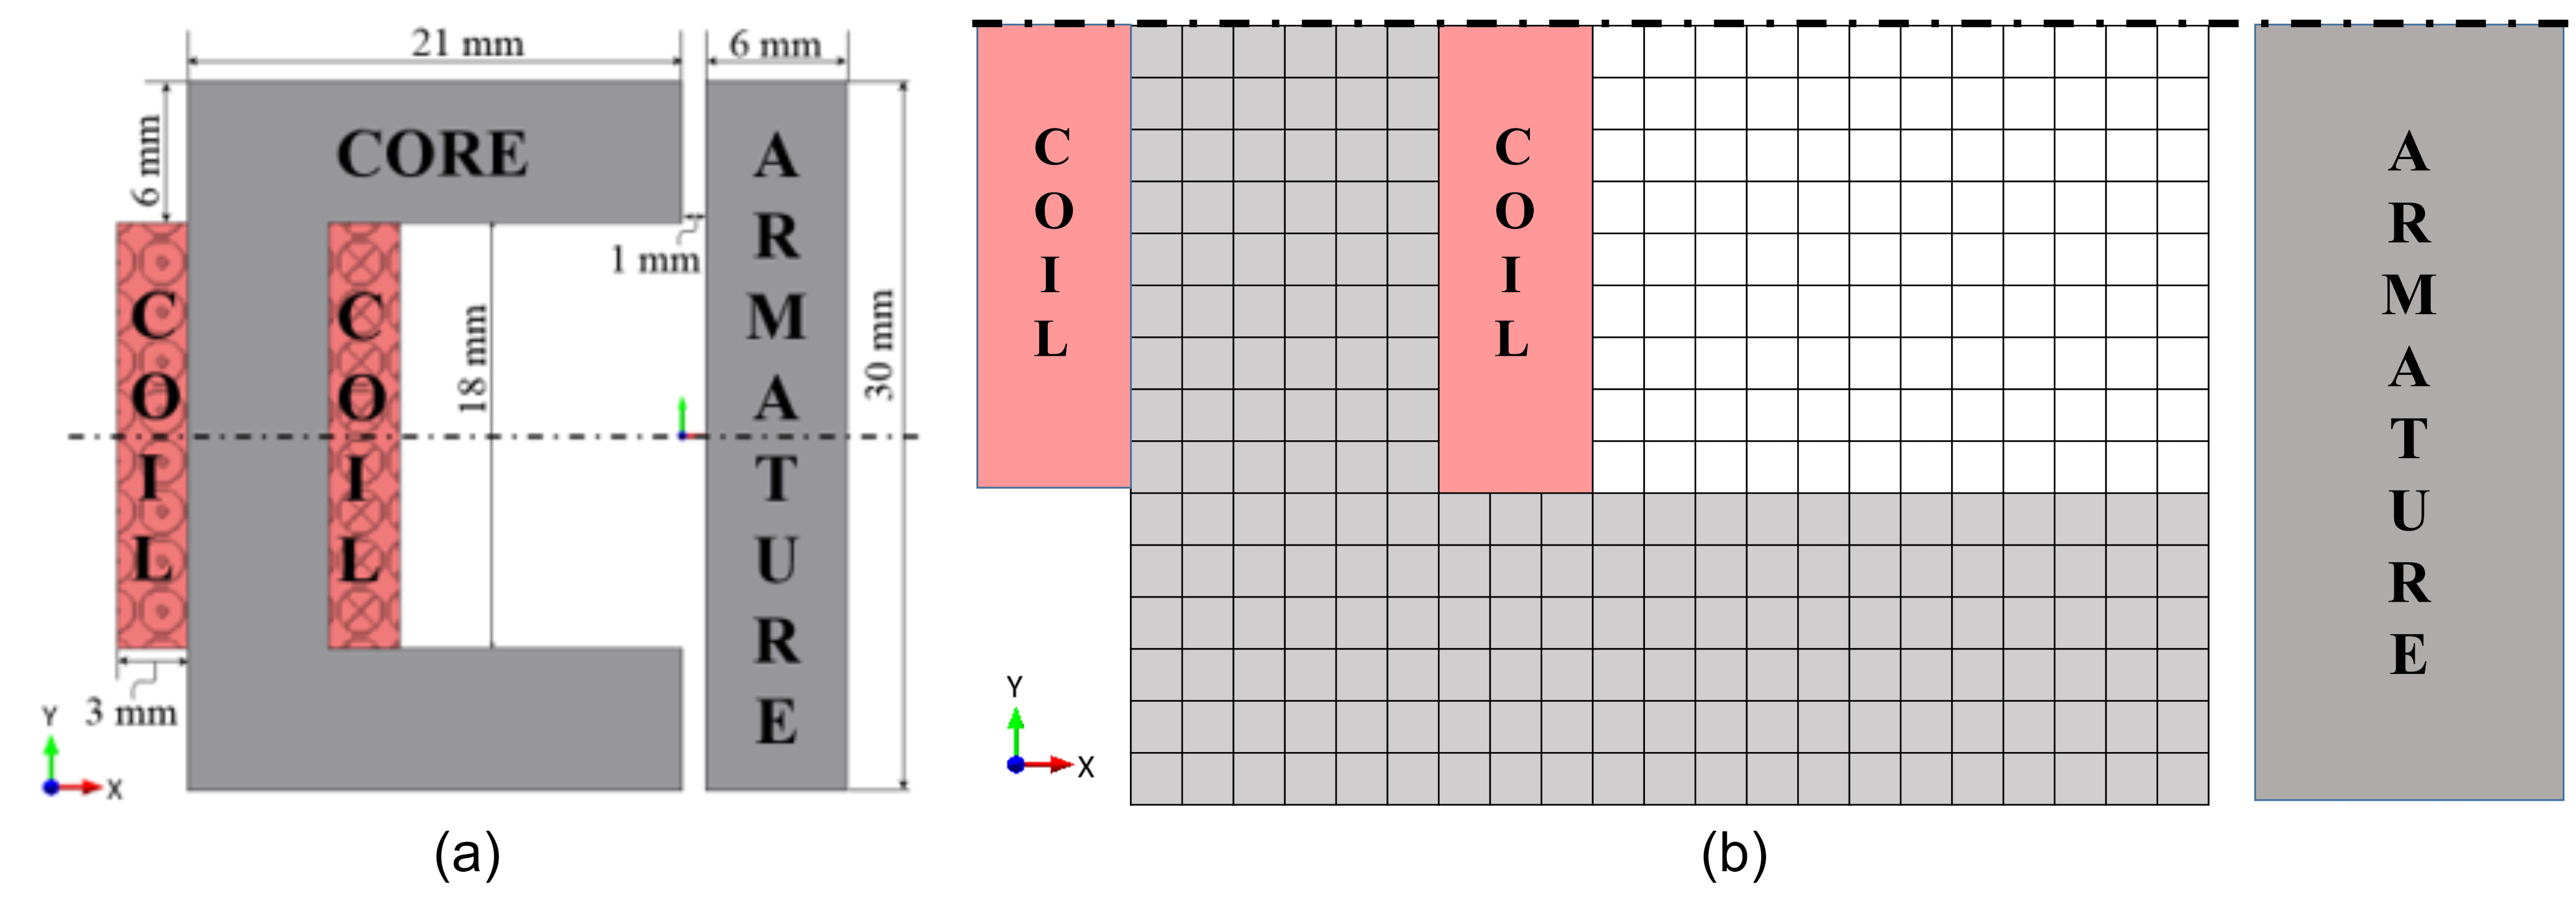 21 mm
6 mm
6 mm
CORE
ARMATURE
1 mm
COIL
COIL
18 mm
30 mm
3 mm
Y
X
(a)
COIL
COIL
ARMATURE
Y
X
(b)